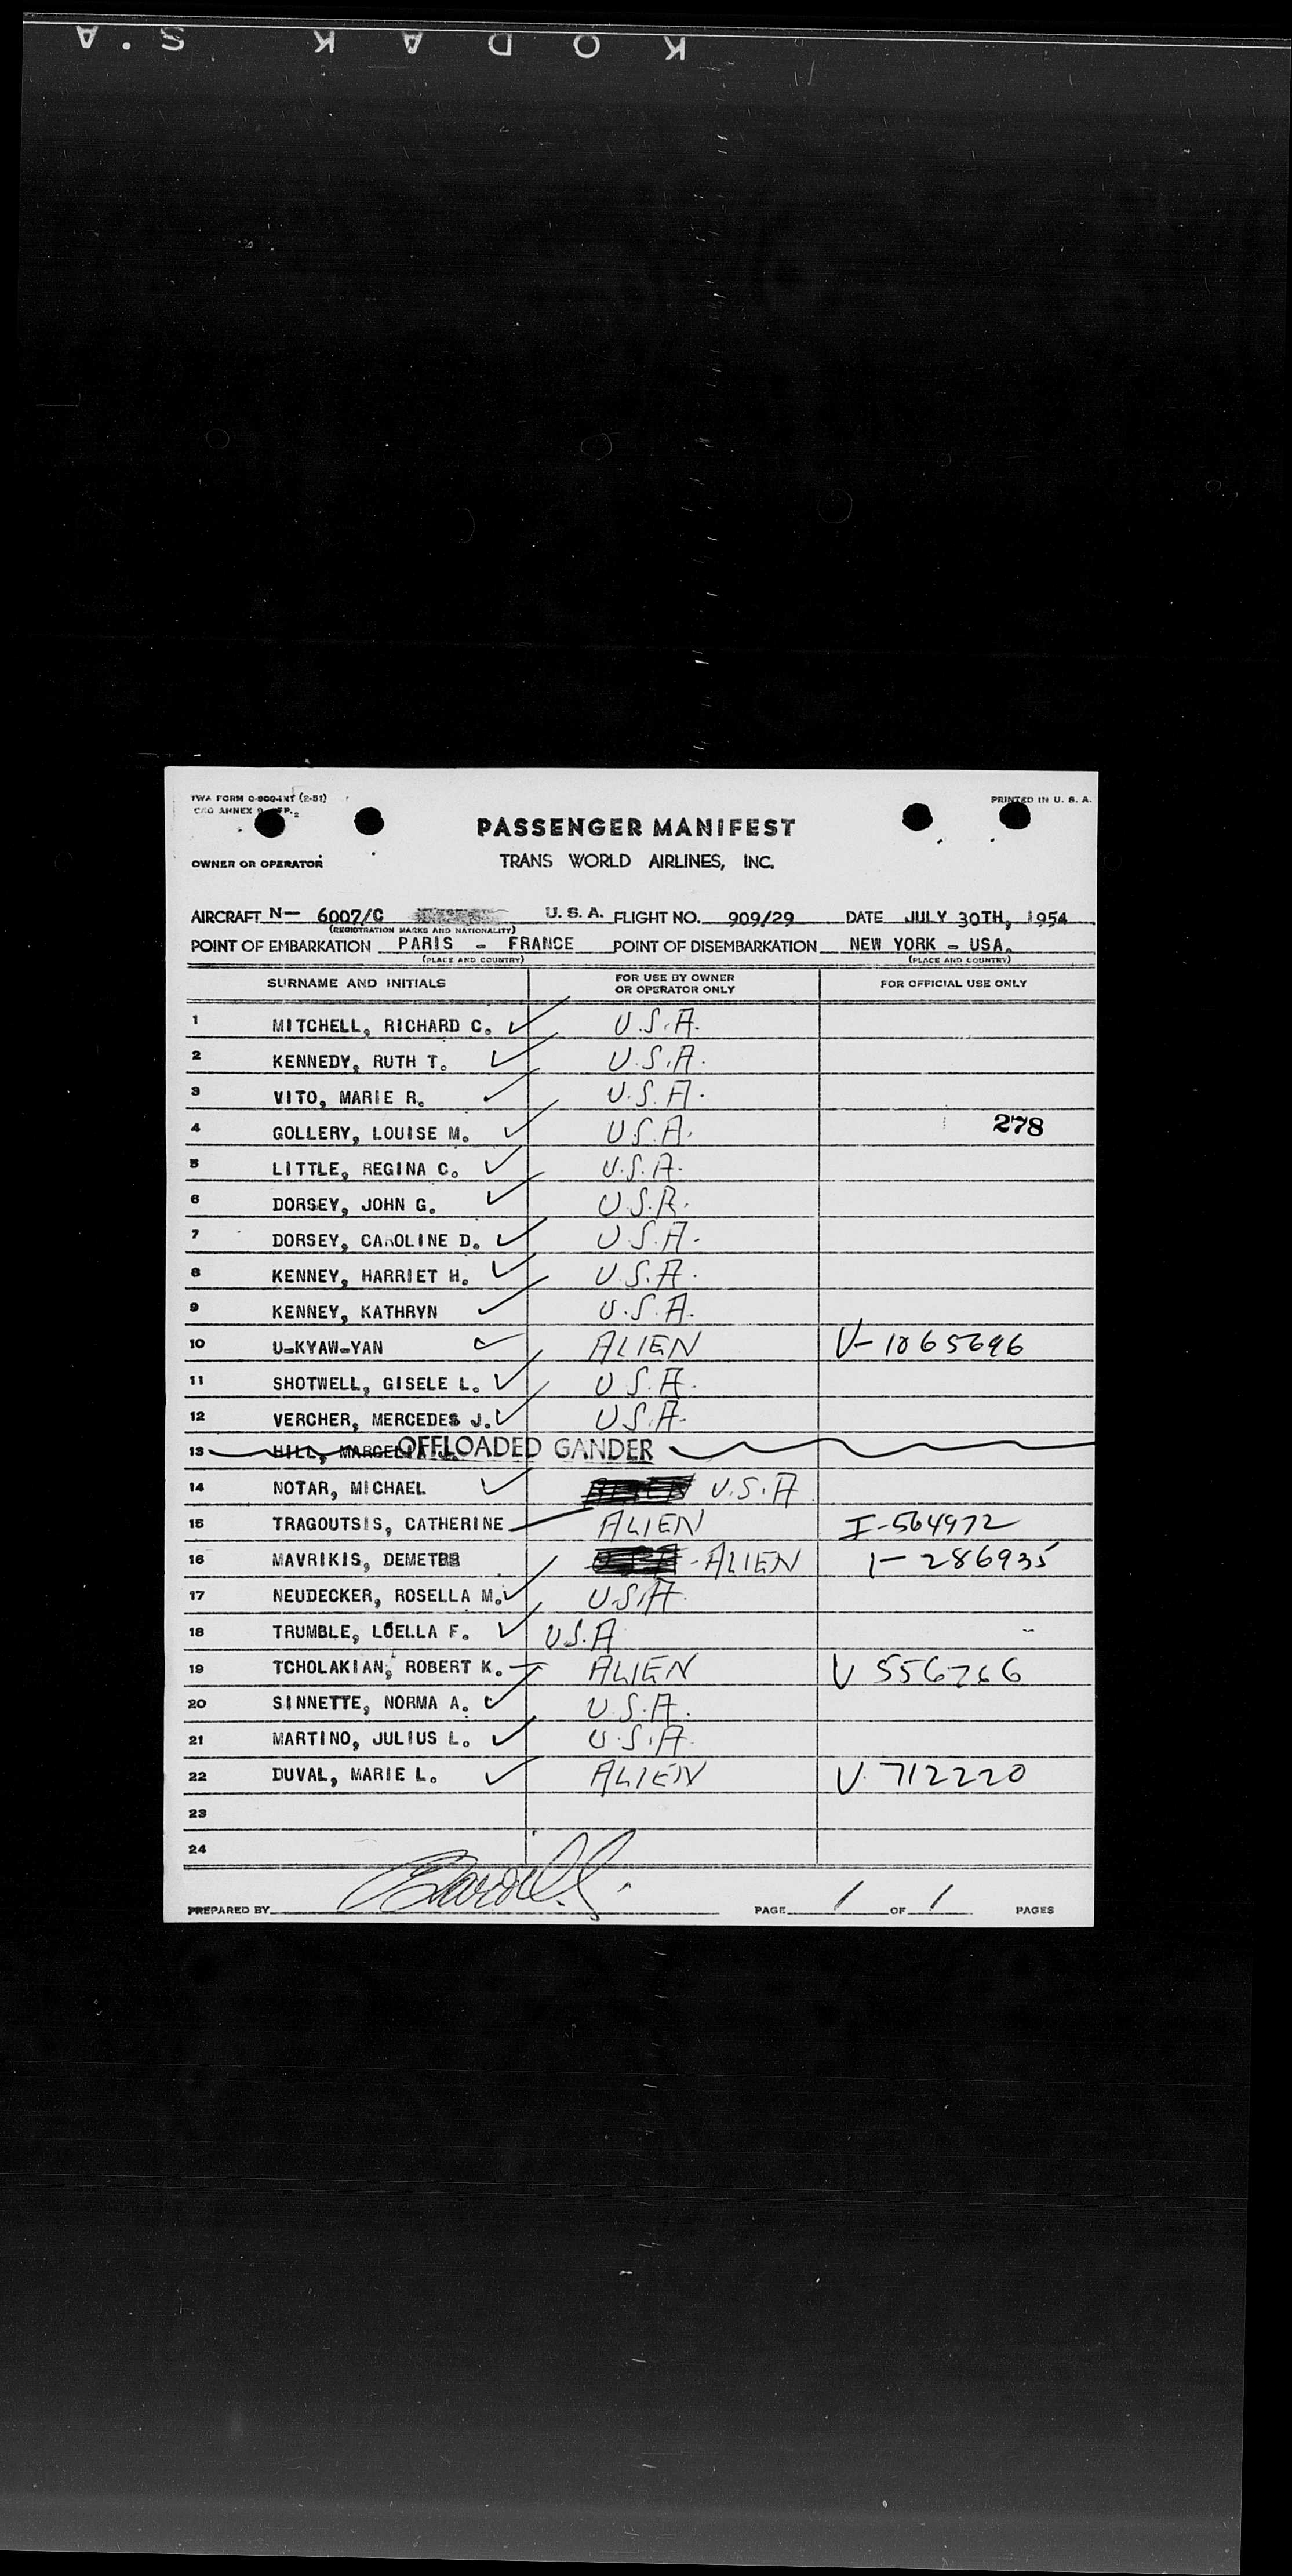 KODAK S.A
TWA FORM O-900-INT (2-51)
PRINTED IN U. S. A.
PASSENGER MANIFEST
OWNER OR OPERATOR
TRANS WORLD AIRLINES, INC.
AIRCRAFT N- 6007/C U. S. A. FLIGHT NO. 909/29 DATE JULY 30TH, 1954
(REGISTRATION MARKS AND NATIONALITY)
POINT OF EMBARKATION PARIS - FRANCE POINT OF DISEMBARKATION NEW YORK - USA.
(PLACE AND COUNTRY) (PLACE AND COUNTRY)
SURNAME AND INITIALS FOR USE BY OWNER OR OPERATOR ONLY FOR OFFICIAL USE ONLY
1 MITCHELL, RICHARD C. U.S.A.
2 KENNEDY, RUTH T. U.S.A.
3 VITO, MARIE R. U.S.A.
4 GOLLERY, LOUISE M. U.S.A. 278
5 LITTLE, REGINA C. U.S.A.
6 DORSEY, JOHN G. U.S.A.
7 DORSEY, CAROLINE D. U.S.A.
8 KENNEY, HARRIET H. U.S.A.
9 KENNEY, KATHRYN U.S.A.
10 U-KYAW-YAN ALIEN V-1065696
11 SHOTWELL, GISELE L. U.S.A.
12 VERCHER, MERCEDES J. U.S.A.
13 HILL, OFFLOADED GANDER
14 NOTAR, MICHAEL U.S.A
15 TRAGOUTSIS, CATHERINE ALIEN I-564972
16 MAVRIKIS, ALIEN 1-286935
17 NEUDECKER, ROSELLA M. U.S.A.
18 TRUMBLE, LOELLA F. U.S.A
19 TCHOLAKIAN, ROBERT K. ALIEN V 556766
20 SINNETTE, NORMA A. U.S.A.
21 MARTINO, JULIUS L. U.S.A.
22 DUVAL, MARIE L. ALIEN V. 712220
23
24
PREPARED BY PAGE 1 OF 1 PAGES